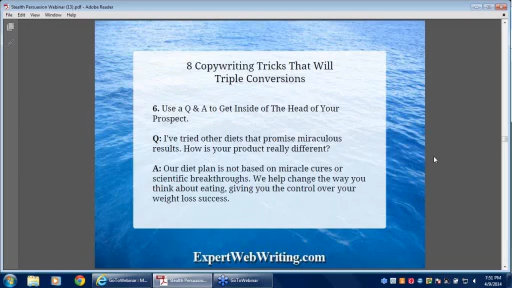 Stealth Persuasion Webinar (13).pdf - Adobe Reader
File Edit View Window Help
8 Copywriting Tricks That Will
Triple Conversions
6. Use a Q & A to Get Inside of The Head of Your
Prospect.
Q: I've tried other diets that promise miraculous
results. How is your product really different?
A: Our diet plan is not based on miracle cures or
scientific breakthroughs. We help change the way you
think about eating, giving you the control over your
weight loss success.
ExpertWebWriting.com
GoToWebinar - M...
Stealth Persuasio...
GoToWebinar
7:51 PM
4/9/2014